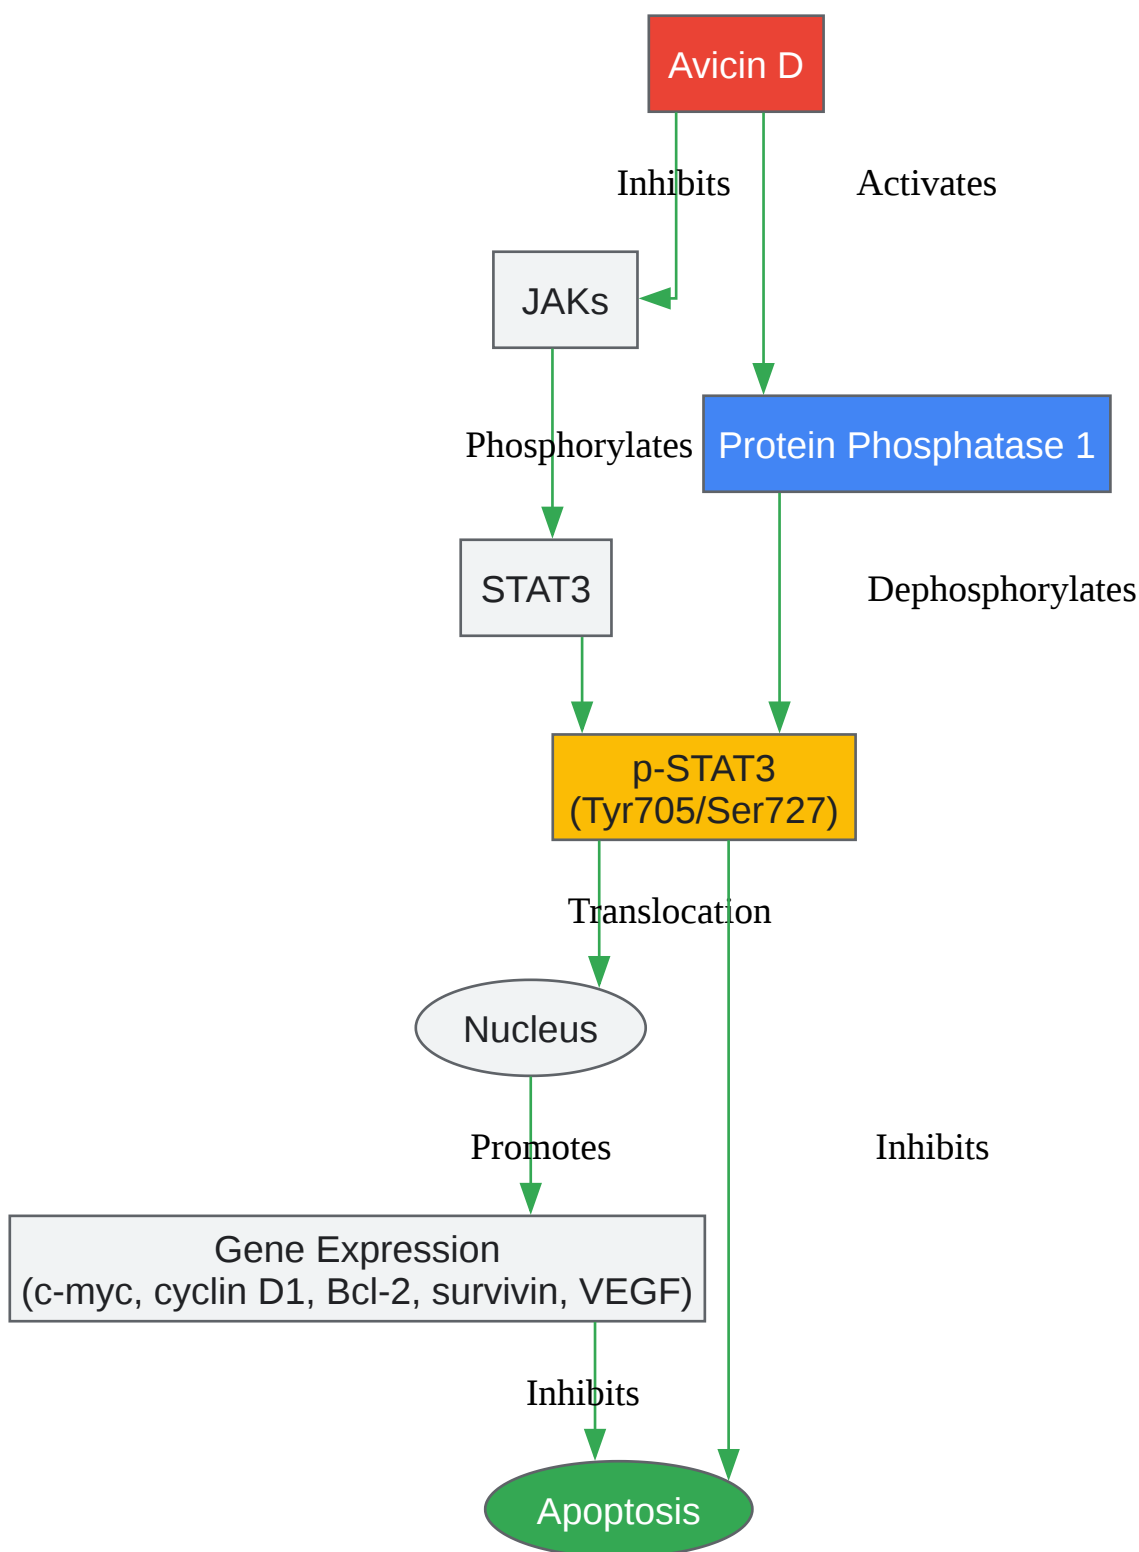 Avicin D
Inhibits
Activates
JAKs
Phosphorylates
Protein Phosphatase 1
STAT3
Dephosphorylates
p-STAT3
(Tyr705/Ser727)
Translocation
Nucleus
Promotes
Inhibits
Gene Expression
(c-myc, cyclin D1, Bcl-2, survivin, VEGF)
Inhibits
Apoptosis